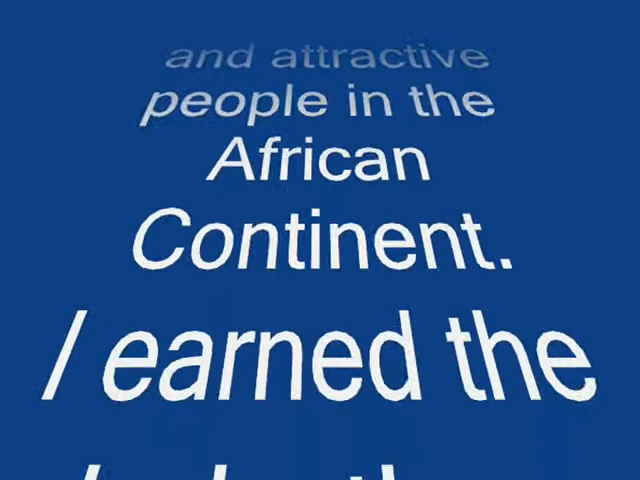 and attractive
people in the
African
Continent.
I earned the